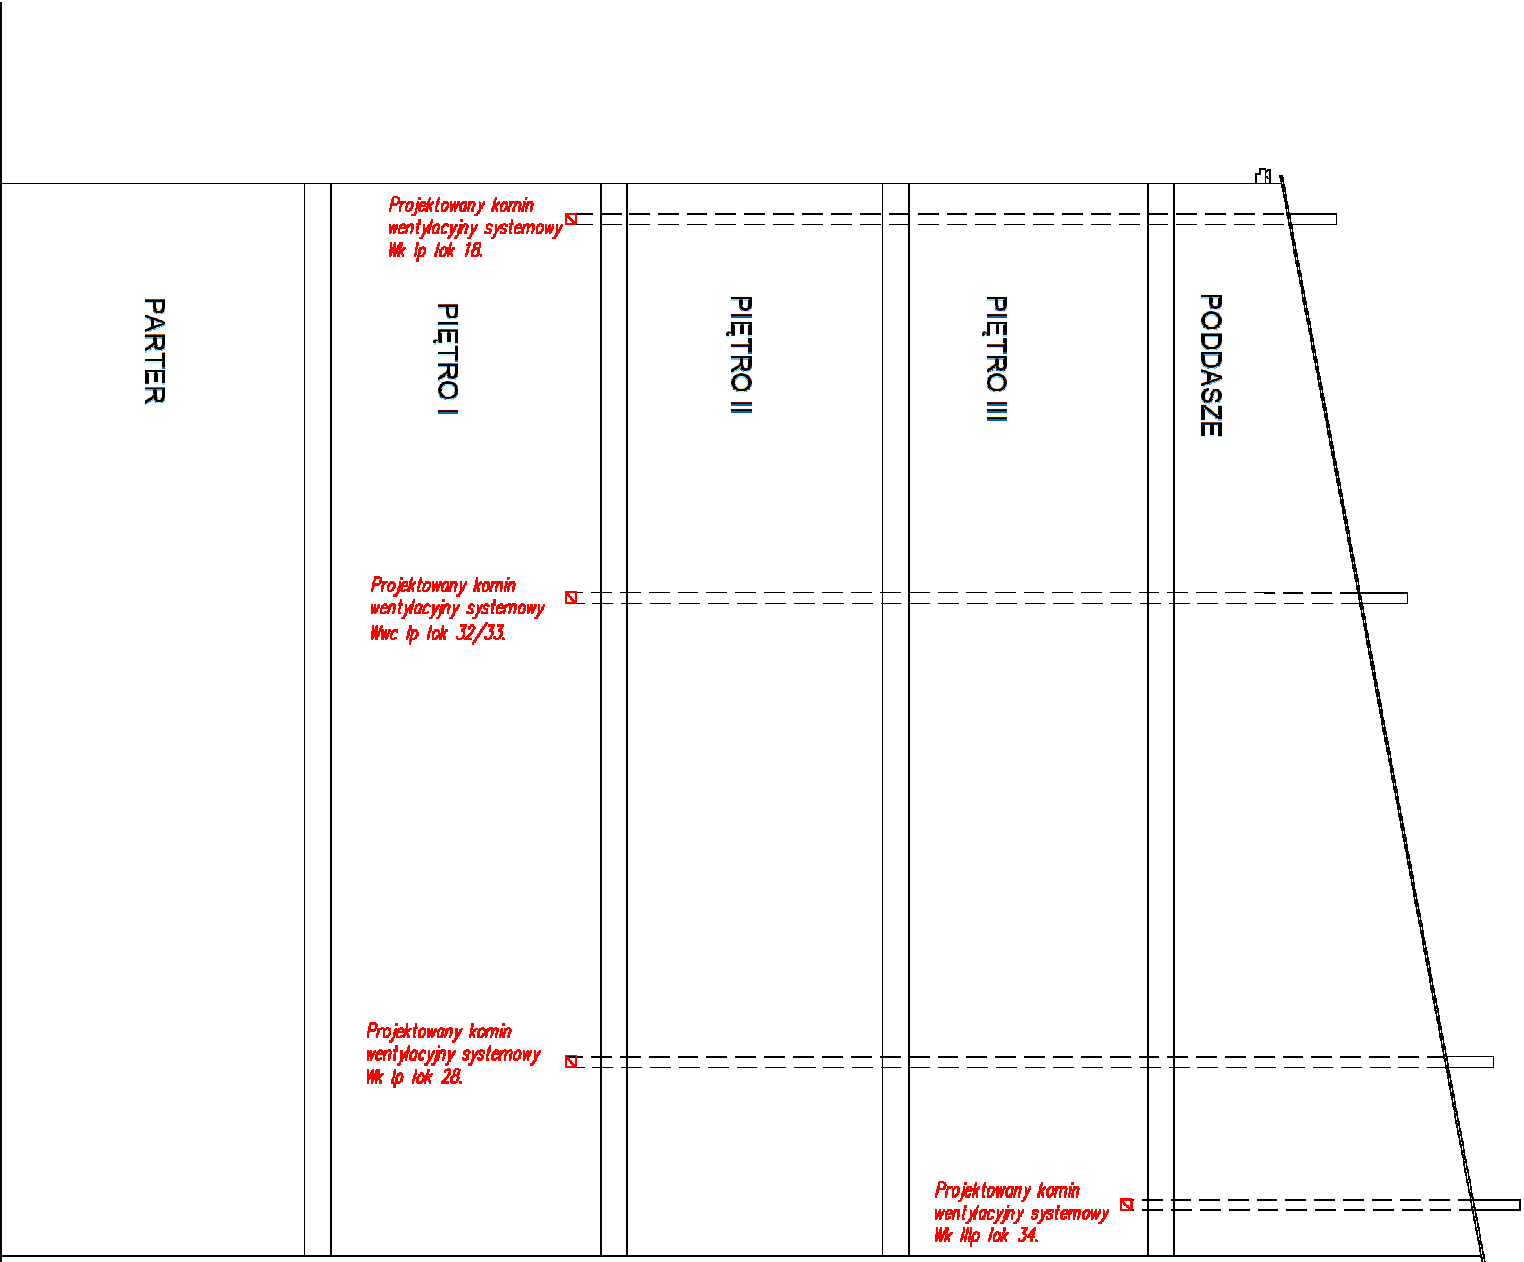 Projektowany komin
wentylacyjny systemowy
Wk Ip lok 18.
PARTER
PIĘTRO I
PIĘTRO II
PIĘTRO III
PODDASZE
Projektowany komin
wentylacyjny systemowy
Wwc Ip lok 32/33.
Projektowany komin
wentylacyjny systemowy
Wk Ip lok 28.
Projektowany komin
wentylacyjny systemowy
Wk IIIp lok 34.